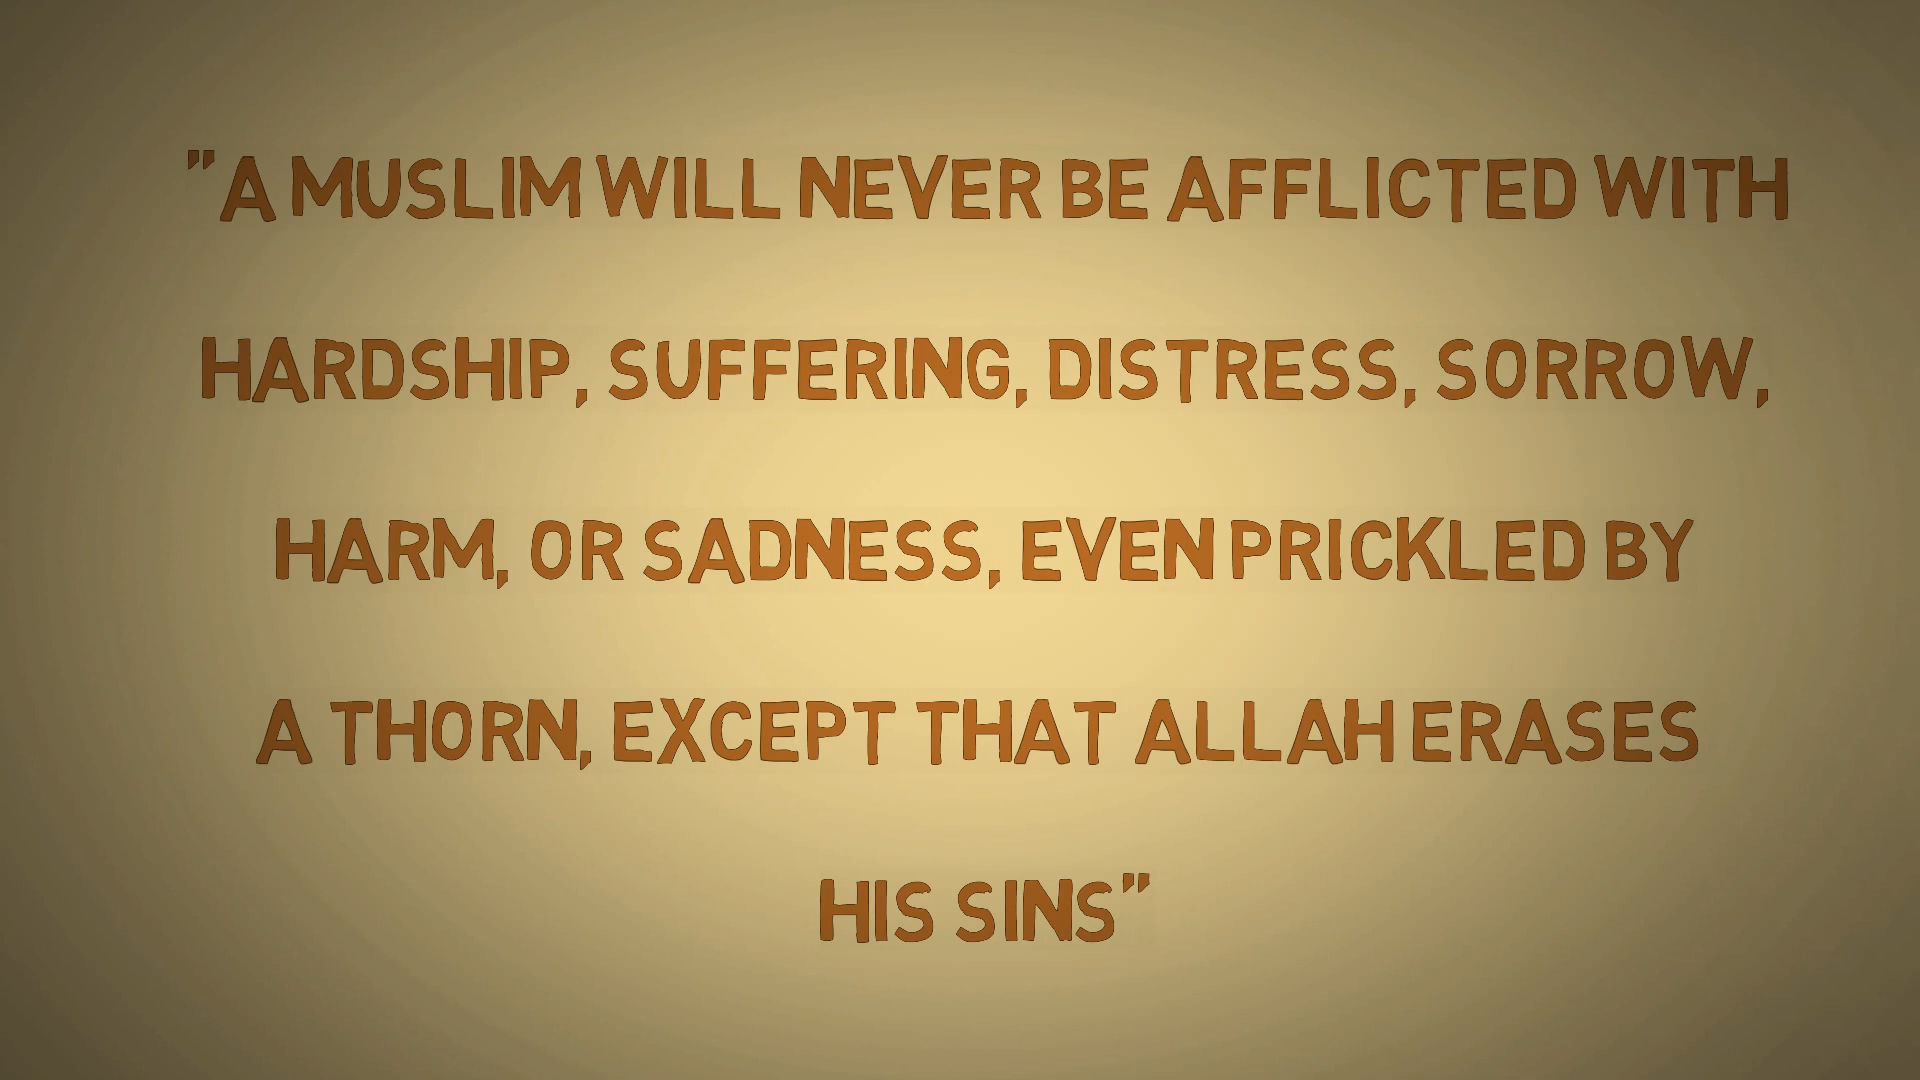 "A MUSLIM WILL NEVER BE AFFLICTED WITH
HARDSHIP, SUFFERING, DISTRESS, SORROW,
HARM, OR SADNESS, EVEN PRICKLED BY
A THORN, EXCEPT THAT ALLAH ERASES
HIS SINS"